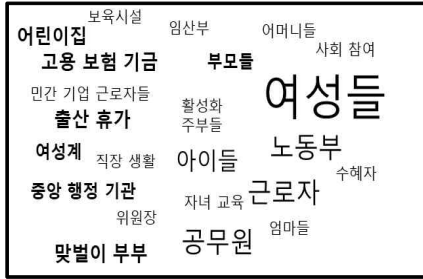 보육시설
어린이집
임산부
어머니들
사회 참여
고용 보험 기금
부모들
여성들
민간 기업 근로자들
활성화
출산 휴가
주부들
여성계
직장 생활
아이들
노동부
수혜자
중앙 행정 기관
자녀 교육
근로자
위원장
엄마들
맞벌이 부부
공무원